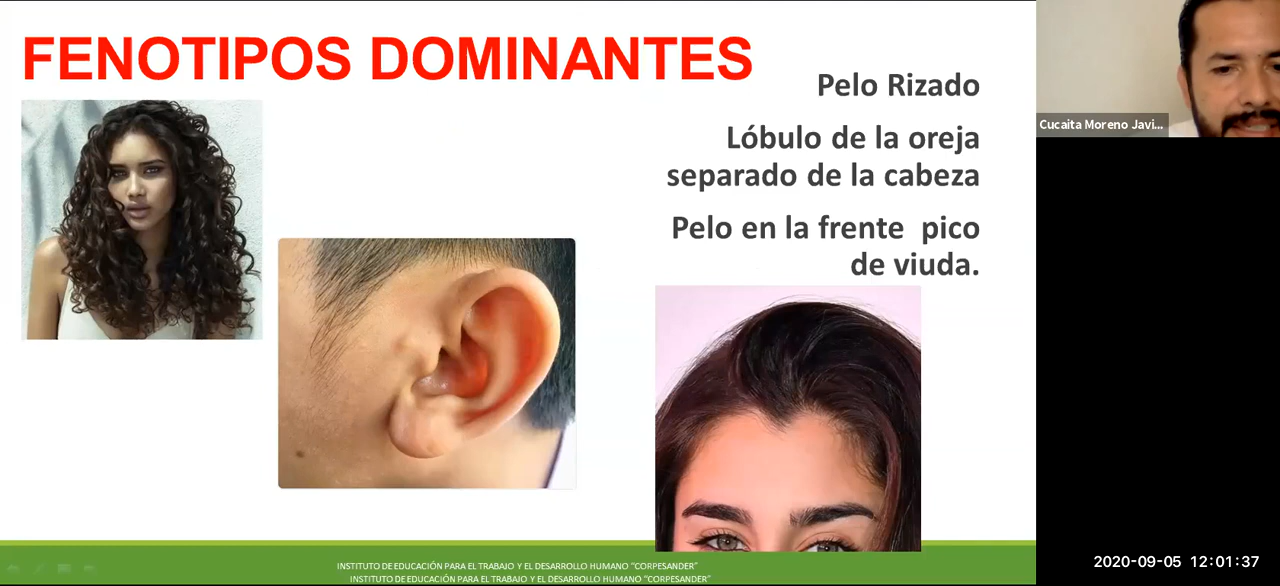 FENOTIPOS DOMINANTES
Pelo Rizado
Lóbulo de la oreja
separado de la cabeza
Pelo en la frente  pico
de viuda.
Cucaita Moreno Javi...
INSTITUTO DE EDUCACIÓN PARA EL TRABAJO Y EL DESARROLLO HUMANO "CORPESANDER"
INSTITUTO DE EDUCACIÓN PARA EL TRABAJO Y EL DESARROLLO HUMANO "CORPESANDER"
2020-09-05 12:01:37